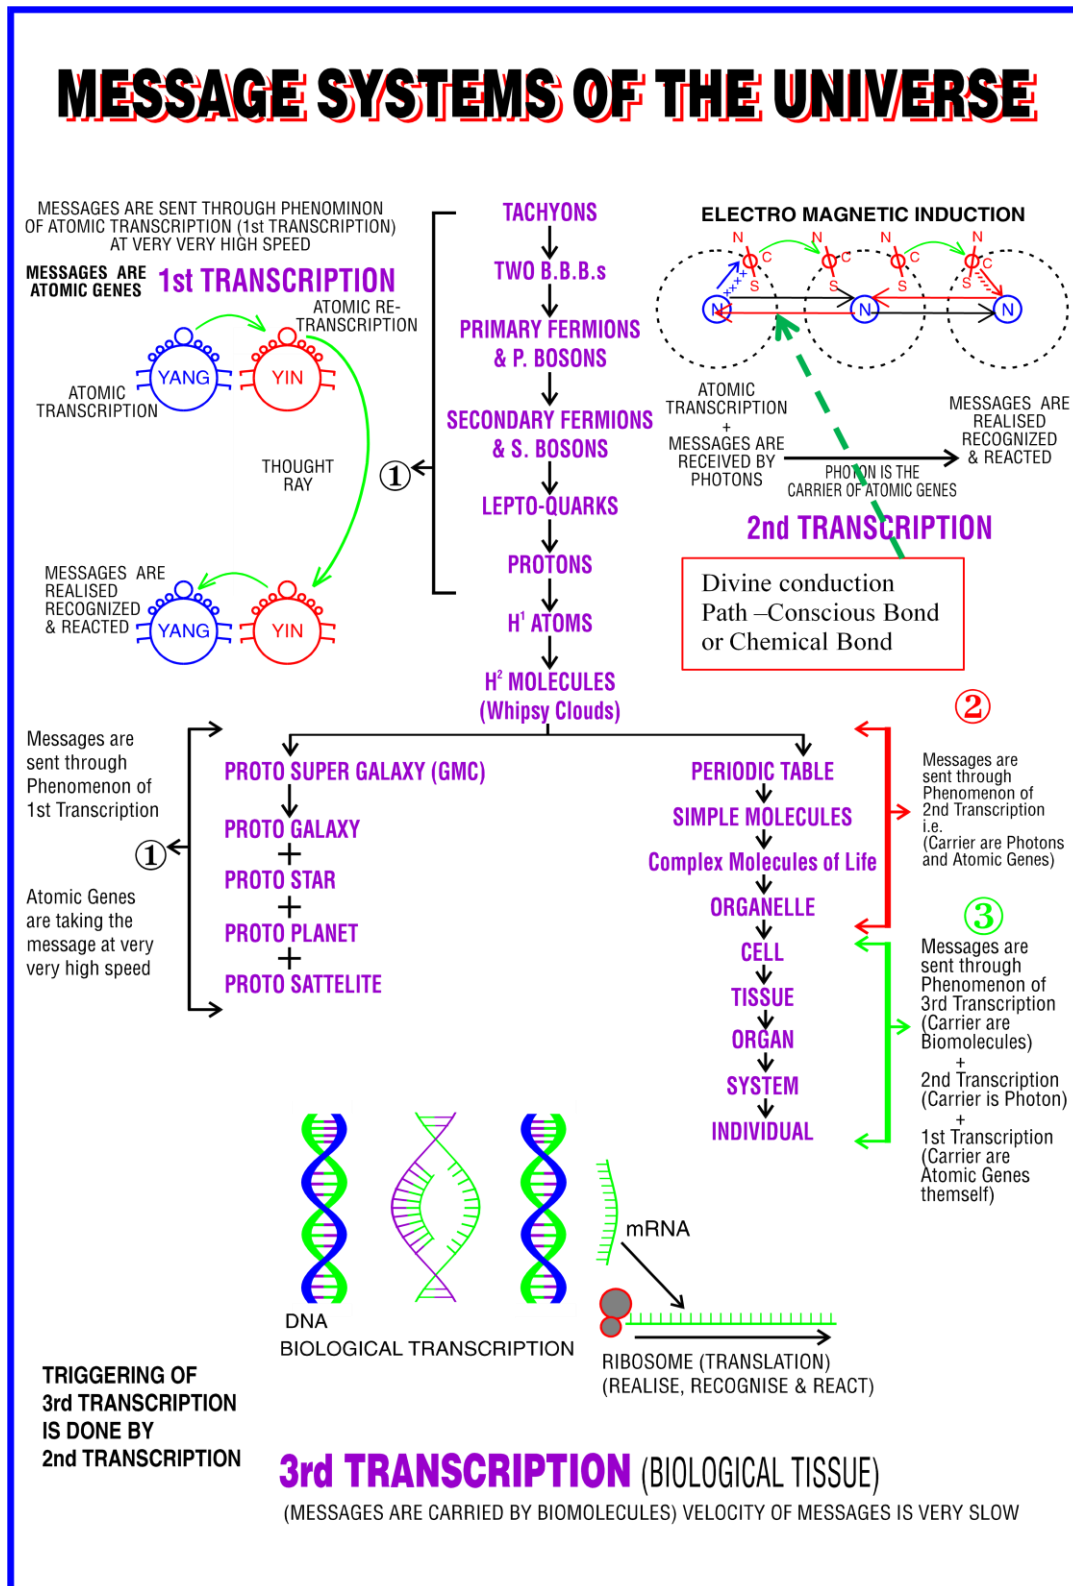 MESSAGE SYSTEMS OF THE UNIVERSE
MESSAGES ARE SENT THROUGH PHENOMINON
OF ATOMIC TRANSCRIPTION (1st TRANSCRIPTION)
AT VERY VERY HIGH SPEED
MESSAGES ARE
ATOMIC GENES
1st TRANSCRIPTION
ATOMIC RE-
TRANSCRIPTION
YANG
YIN
ATOMIC
TRANSCRIPTION
THOUGHT
RAY
MESSAGES ARE
REALISED
RECOGNIZED
& REACTED
YANG
YIN
①
TACHYONS
TWO B.B.B.s
PRIMARY FERMIONS
& P. BOSONS
SECONDARY FERMIONS
& S. BOSONS
LEPTO-QUARKS
PROTONS
H¹ ATOMS
H² MOLECULES
(Whipsy Clouds)
ELECTRO MAGNETIC INDUCTION
N
C
S
N
C
S
N
C
S
N
C
S
N
N
N
ATOMIC
TRANSCRIPTION
+
MESSAGES ARE
RECEIVED BY
PHOTONS
PHOTON IS THE
CARRIER OF ATOMIC GENES
MESSAGES ARE
REALISED
RECOGNIZED
& REACTED
2nd TRANSCRIPTION
Divine conduction
Path –Conscious Bond
or Chemical Bond
Messages are
sent through
Phenomenon of
1st Transcription
①
Atomic Genes
are taking the
message at very
very high speed
PROTO SUPER GALAXY (GMC)
PROTO GALAXY
+
PROTO STAR
+
PROTO PLANET
+
PROTO SATTELITE
PERIODIC TABLE
SIMPLE MOLECULES
Complex Molecules of Life
ORGANELLE
CELL
TISSUE
ORGAN
SYSTEM
INDIVIDUAL
②
Messages are
sent through
Phenomenon of
2nd Transcription
i.e.
(Carrier are Photons
and Atomic Genes)
③
Messages are
sent through
Phenomenon of
3rd Transcription
(Carrier are
Biomolecules)
+
2nd Transcription
(Carrier is Photon)
+
1st Transcription
(Carrier are
Atomic Genes
themself)
DNA
BIOLOGICAL TRANSCRIPTION
mRNA
RIBOSOME (TRANSLATION)
(REALISE, RECOGNISE & REACT)
TRIGGERING OF
3rd TRANSCRIPTION
IS DONE BY
2nd TRANSCRIPTION
3rd TRANSCRIPTION (BIOLOGICAL TISSUE)
(MESSAGES ARE CARRIED BY BIOMOLECULES) VELOCITY OF MESSAGES IS VERY SLOW